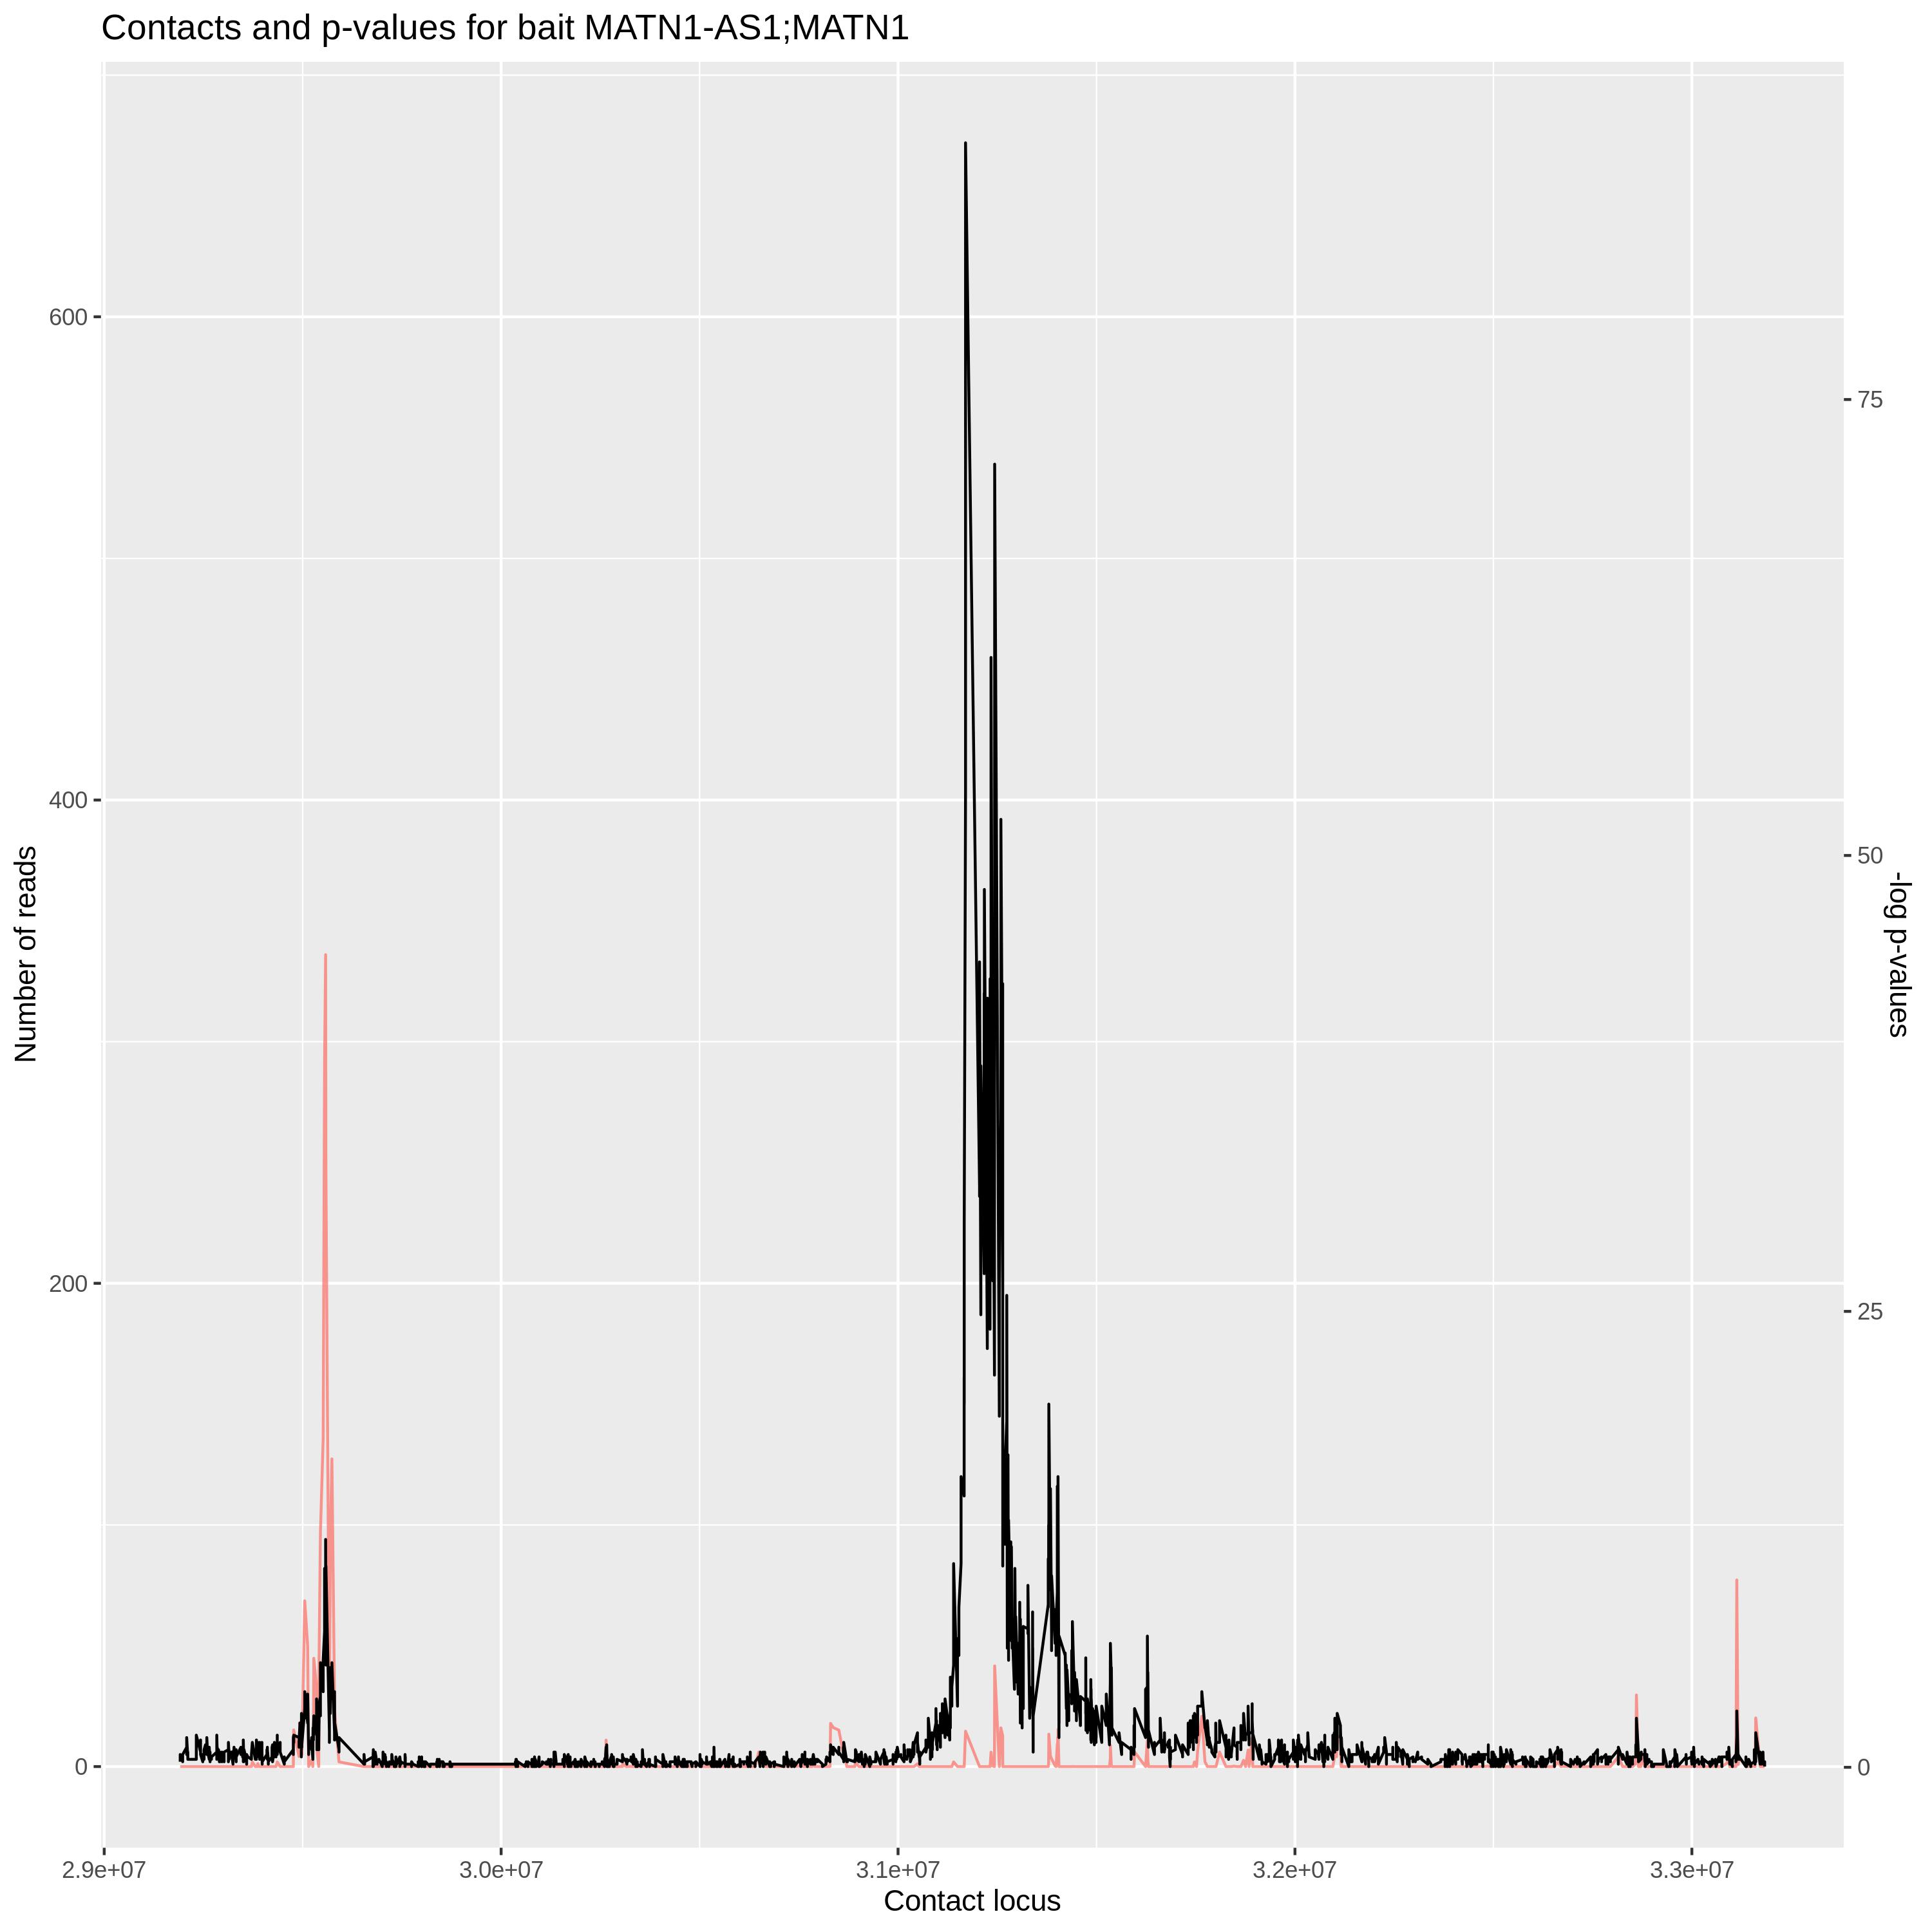 Contacts and p-values for bait MATN1-AS1;MATN1
600
400
200
0
Number of reads
75
50
25
0
-log p-values
2.9e+07
3.0e+07
3.1e+07
3.2e+07
3.3e+07
Contact locus